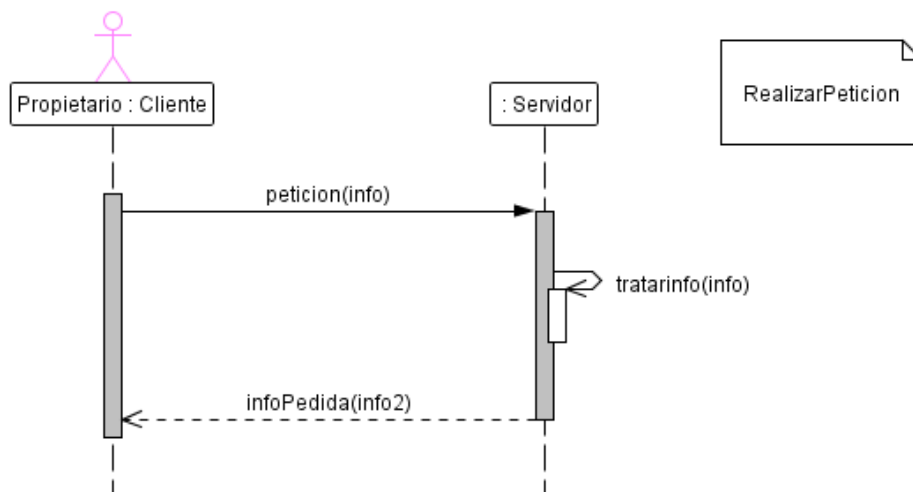 Propietario : Cliente
: Servidor
RealizarPeticion
peticion(info)
tratarinfo(info)
infoPedida(info2)